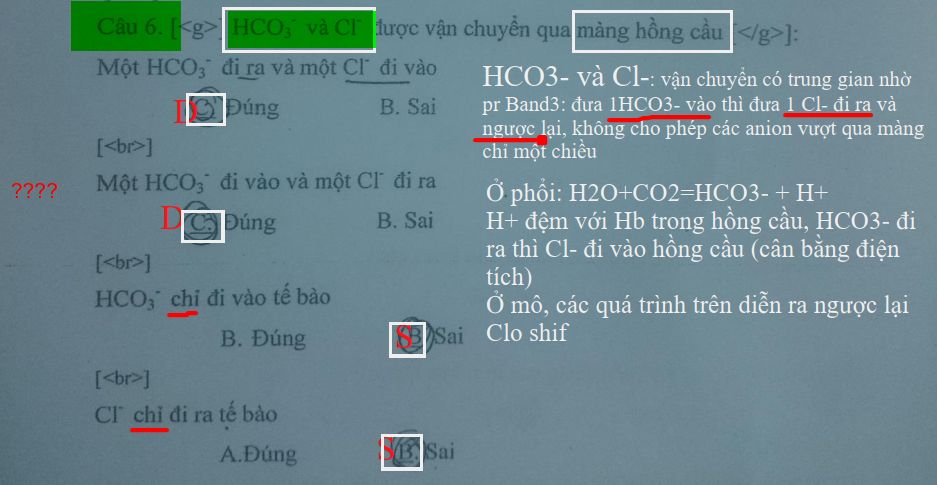 Câu 6. [<g>] HCO₃⁻ và Cl⁻ được vận chuyển qua màng hồng cầu [</g>]:
Một HCO₃⁻ đi ra và một Cl⁻ đi vào
D C. Đúng B. Sai
[<br>]
???? Một HCO₃⁻ đi vào và một Cl⁻ đi ra
D C. Đúng B. Sai
[<br>]
HCO₃⁻ chỉ đi vào tế bào
B. Đúng S B. Sai
[<br>]
Cl⁻ chỉ đi ra tế bào
A.Đúng S B. Sai
HCO3- và Cl-: vận chuyển có trung gian nhờ
pr Band3: đưa 1HCO3- vào thì đưa 1 Cl- đi ra và
ngược lại, không cho phép các anion vượt qua màng
chỉ một chiều
Ở phổi: H2O+CO2=HCO3- + H+
H+ đệm với Hb trong hồng cầu, HCO3- đi
ra thì Cl- đi vào hồng cầu (cân bằng điện
tích)
Ở mô, các quá trình trên diễn ra ngược lại
Clo shif